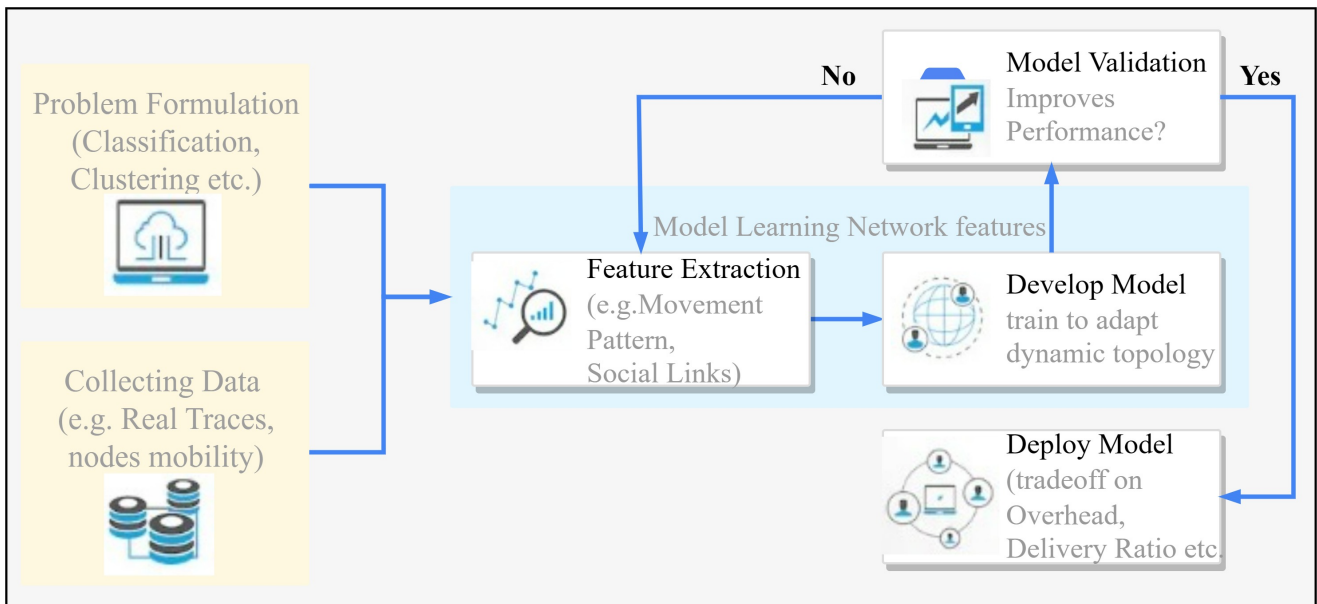 Problem Formulation
(Classification,
Clustering etc.)
Collecting Data
(e.g. Real Traces,
nodes mobility)
No
Model Validation
Improves
Performance?
Yes
Model Learning Network features
Feature Extraction
(e.g.Movement
Pattern,
Social Links)
Develop Model
train to adapt
dynamic topology
Deploy Model
(tradeoff on
Overhead,
Delivery Ratio etc.